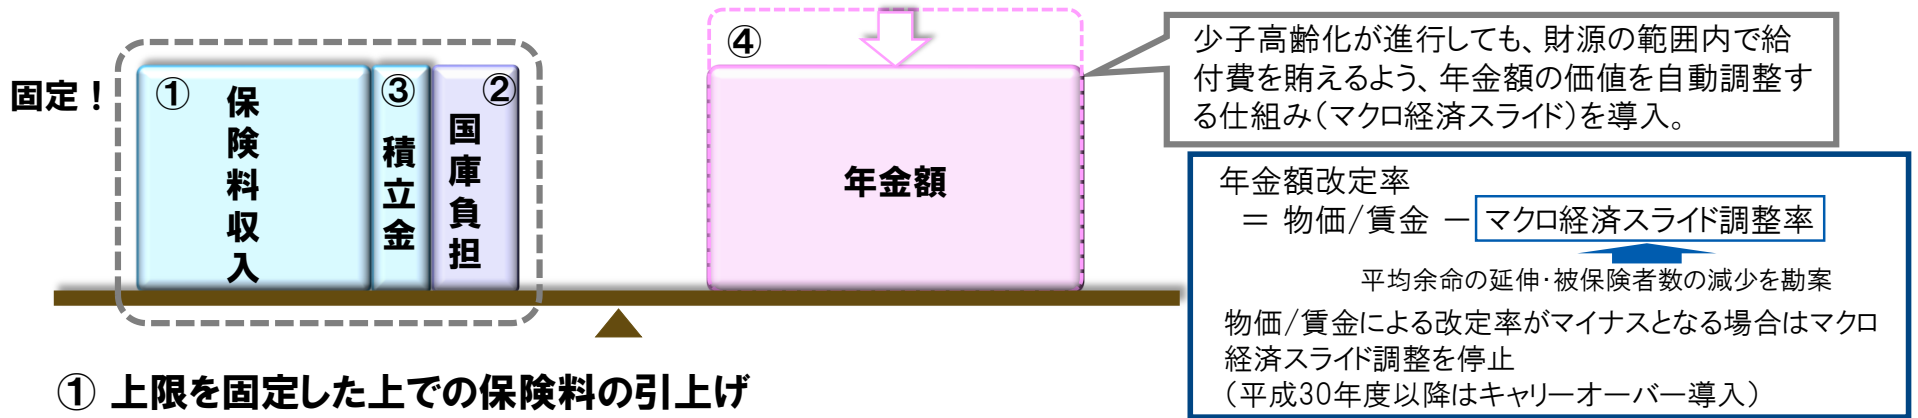 固定！
①
保険料収入
③
積立金
②
国庫負担
④
年金額
少子高齢化が進行しても、財源の範囲内で給
付費を賄えるよう、年金額の価値を自動調整す
る仕組み（マクロ経済スライド）を導入。
年金額改定率
＝ 物価/賃金 － マクロ経済スライド調整率
平均余命の延伸･被保険者数の減少を勘案
物価/賃金による改定率がマイナスとなる場合はマクロ
経済スライド調整を停止
（平成30年度以降はキャリーオーバー導入）
① 上限を固定した上での保険料の引上げ